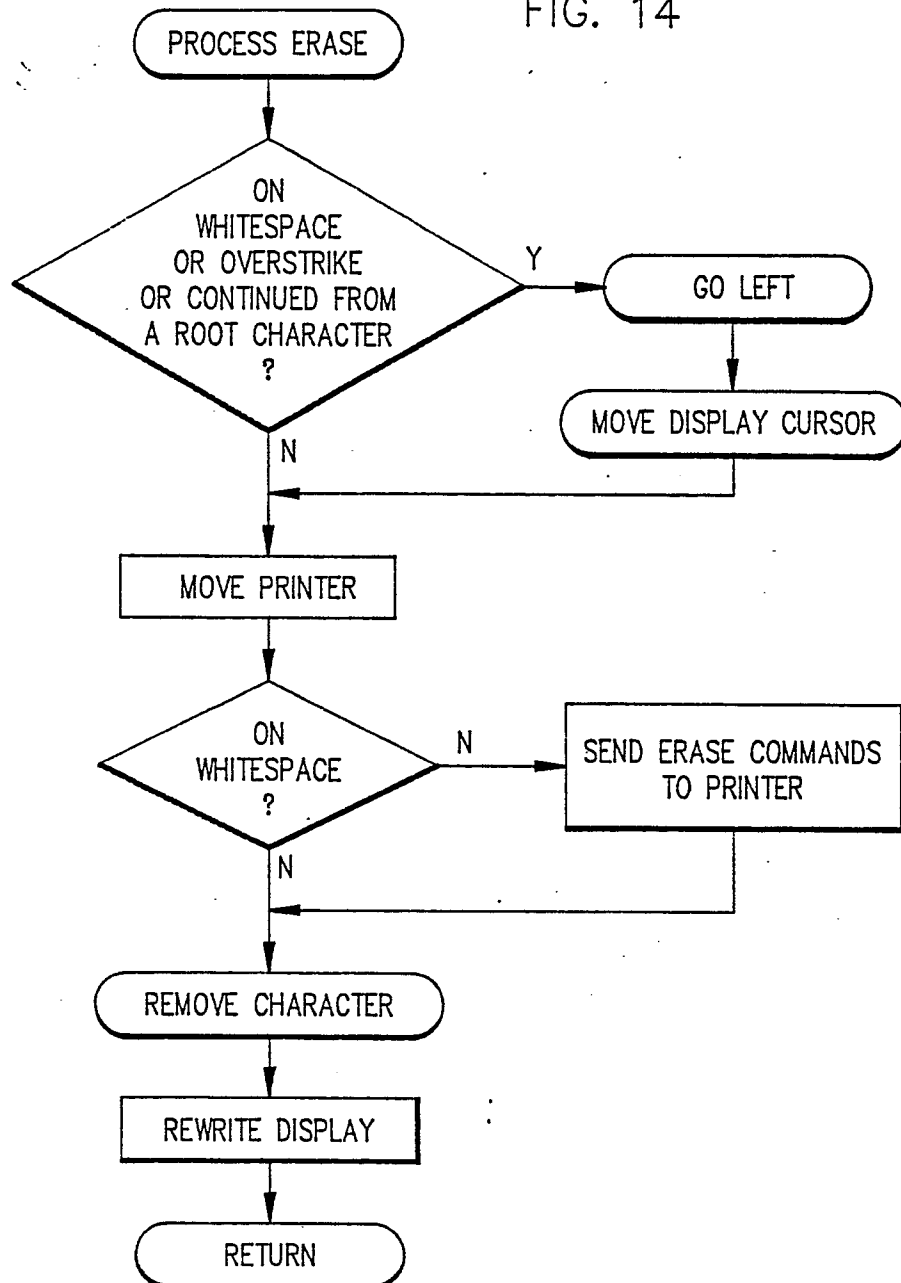 FIG. 14
PROCESS ERASE
ON
WHITESPACE
OR OVERSTRIKE
OR CONTINUED FROM
A ROOT CHARACTER
?
Y
GO LEFT
MOVE DISPLAY CURSOR
N
MOVE PRINTER
ON
WHITESPACE
?
N
SEND ERASE COMMANDS
TO PRINTER
N
REMOVE CHARACTER
REWRITE DISPLAY
RETURN